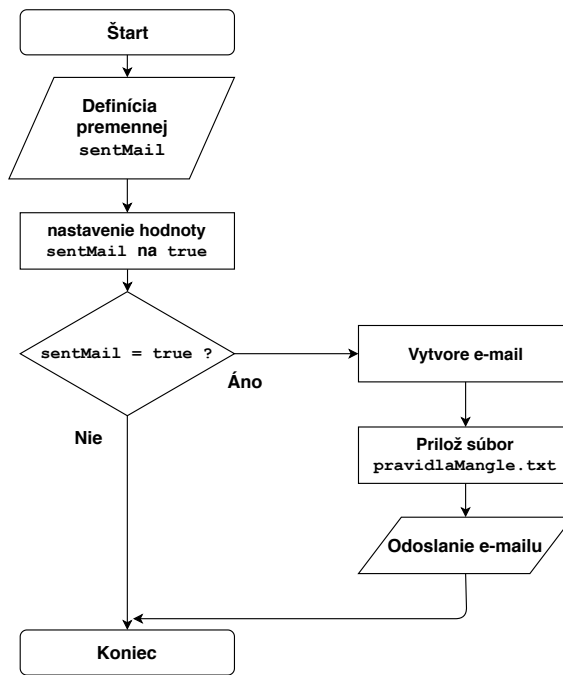 Štart
Definícia
premennej
sentMail
nastavenie hodnoty
sentMail na true
sentMail = true ?
Áno
Nie
Vytvore e-mail
Prilož súbor
pravidlaMangle.txt
Odoslanie e-mailu
Koniec